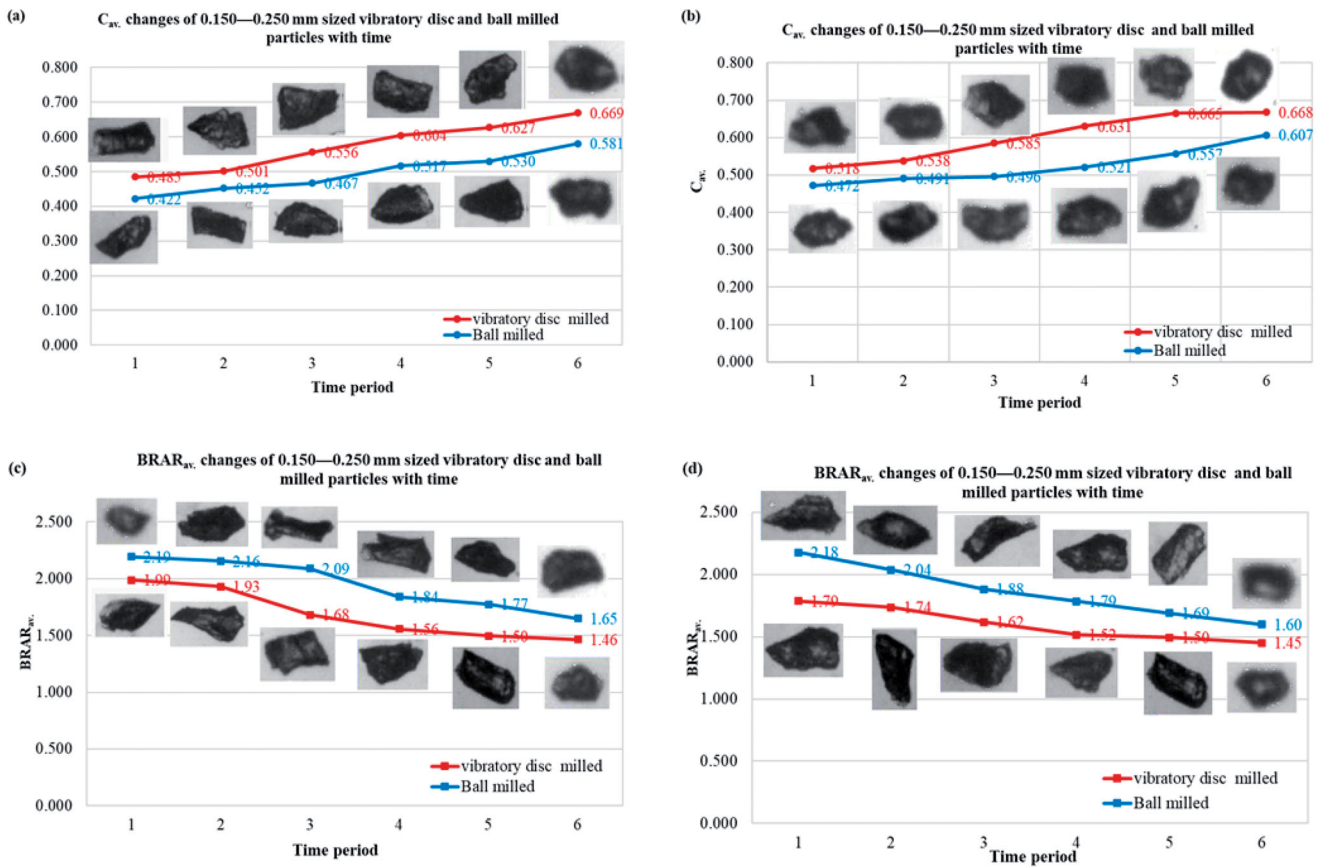 (a)
C_av. changes of 0.150—0.250 mm sized vibratory disc and ball milled
particles with time
0.800
0.700
0.600
0.500
0.400
0.300
0.200
0.100
0.000
0.485
0.501
0.556
0.604
0.627
0.669
0.422
0.452
0.467
0.517
0.530
0.581
vibratory disc milled
Ball milled
1 2 3 4 5 6
Time period
(b)
C_av. changes of 0.150—0.250 mm sized vibratory disc and ball milled
particles with time
C_av.
0.800
0.700
0.600
0.500
0.400
0.300
0.200
0.100
0.000
0.518
0.538
0.585
0.631
0.665
0.668
0.472
0.491
0.496
0.521
0.557
0.607
vibratory disc milled
Ball milled
1 2 3 4 5 6
Time period
(c)
BRAR_av. changes of 0.150—0.250 mm sized vibratory disc and ball
milled particles with time
BRAR_av.
2.500
2.000
1.500
1.000
0.500
0.000
2.19
2.16
2.09
1.84
1.77
1.65
1.99
1.93
1.68
1.56
1.50
1.46
vibratory disc milled
Ball milled
1 2 3 4 5 6
Time period
(d)
BRAR_av. changes of 0.150—0.250 mm sized vibratory disc and ball
milled particles with time
BRAR_av.
2.500
2.000
1.500
1.000
0.500
0.000
2.18
2.04
1.88
1.79
1.69
1.60
1.79
1.74
1.62
1.52
1.50
1.45
vibratory disc milled
Ball milled
1 2 3 4 5 6
Time period